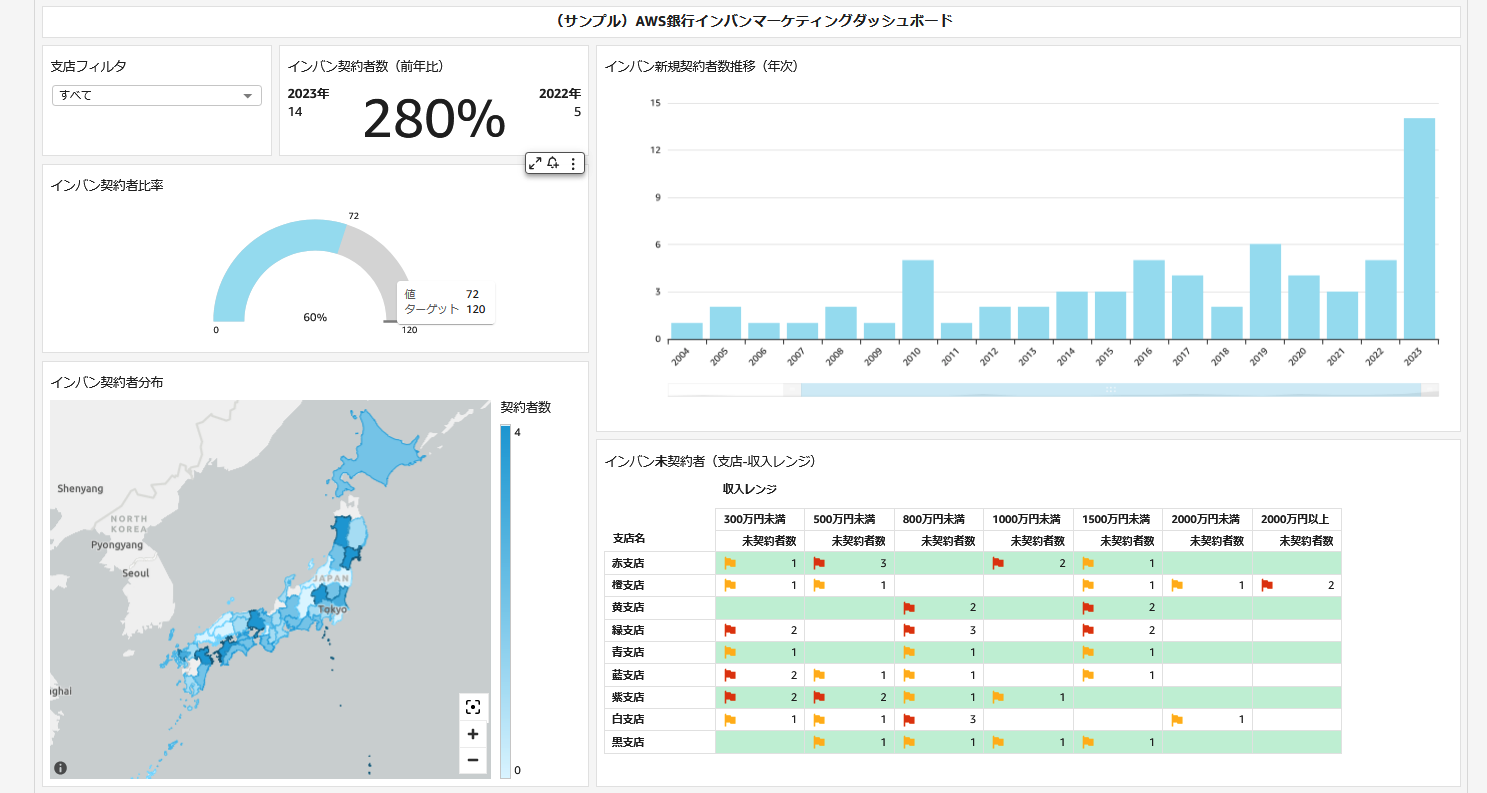 （サンプル）AWS銀行インバンマーケティングダッシュボード
支店フィルタ
すべて
インバン契約者数（前年比）
2023年
14
280%
2022年
5
インバン契約者比率
72
0
60%
120
値 72
ターゲット 120
インバン契約者分布
契約者数
4
0
Shenyang
NORTH
KOREA
Pyongyang
Seoul
JAPAN
Tokyo
ghai
インバン新規契約者数推移（年次）
15
12
9
6
3
0
2004 2005 2006 2007 2008 2009 2010 2011 2012 2013 2014 2015 2016 2017 2018 2019 2020 2021 2022 2023
インバン未契約者（支店-収入レンジ）
収入レンジ
300万円未満 500万円未満 800万円未満 1000万円未満 1500万円未満 2000万円未満 2000万円以上
支店名 未契約者数 未契約者数 未契約者数 未契約者数 未契約者数 未契約者数 未契約者数
赤支店 1 3 2 1
橙支店 1 1 1 1 2
黄支店 2 2
緑支店 2 3 2
青支店 1 1 1
藍支店 2 1 1 1
紫支店 2 2 1 1
白支店 1 1 3 1
黒支店 1 1 1 1